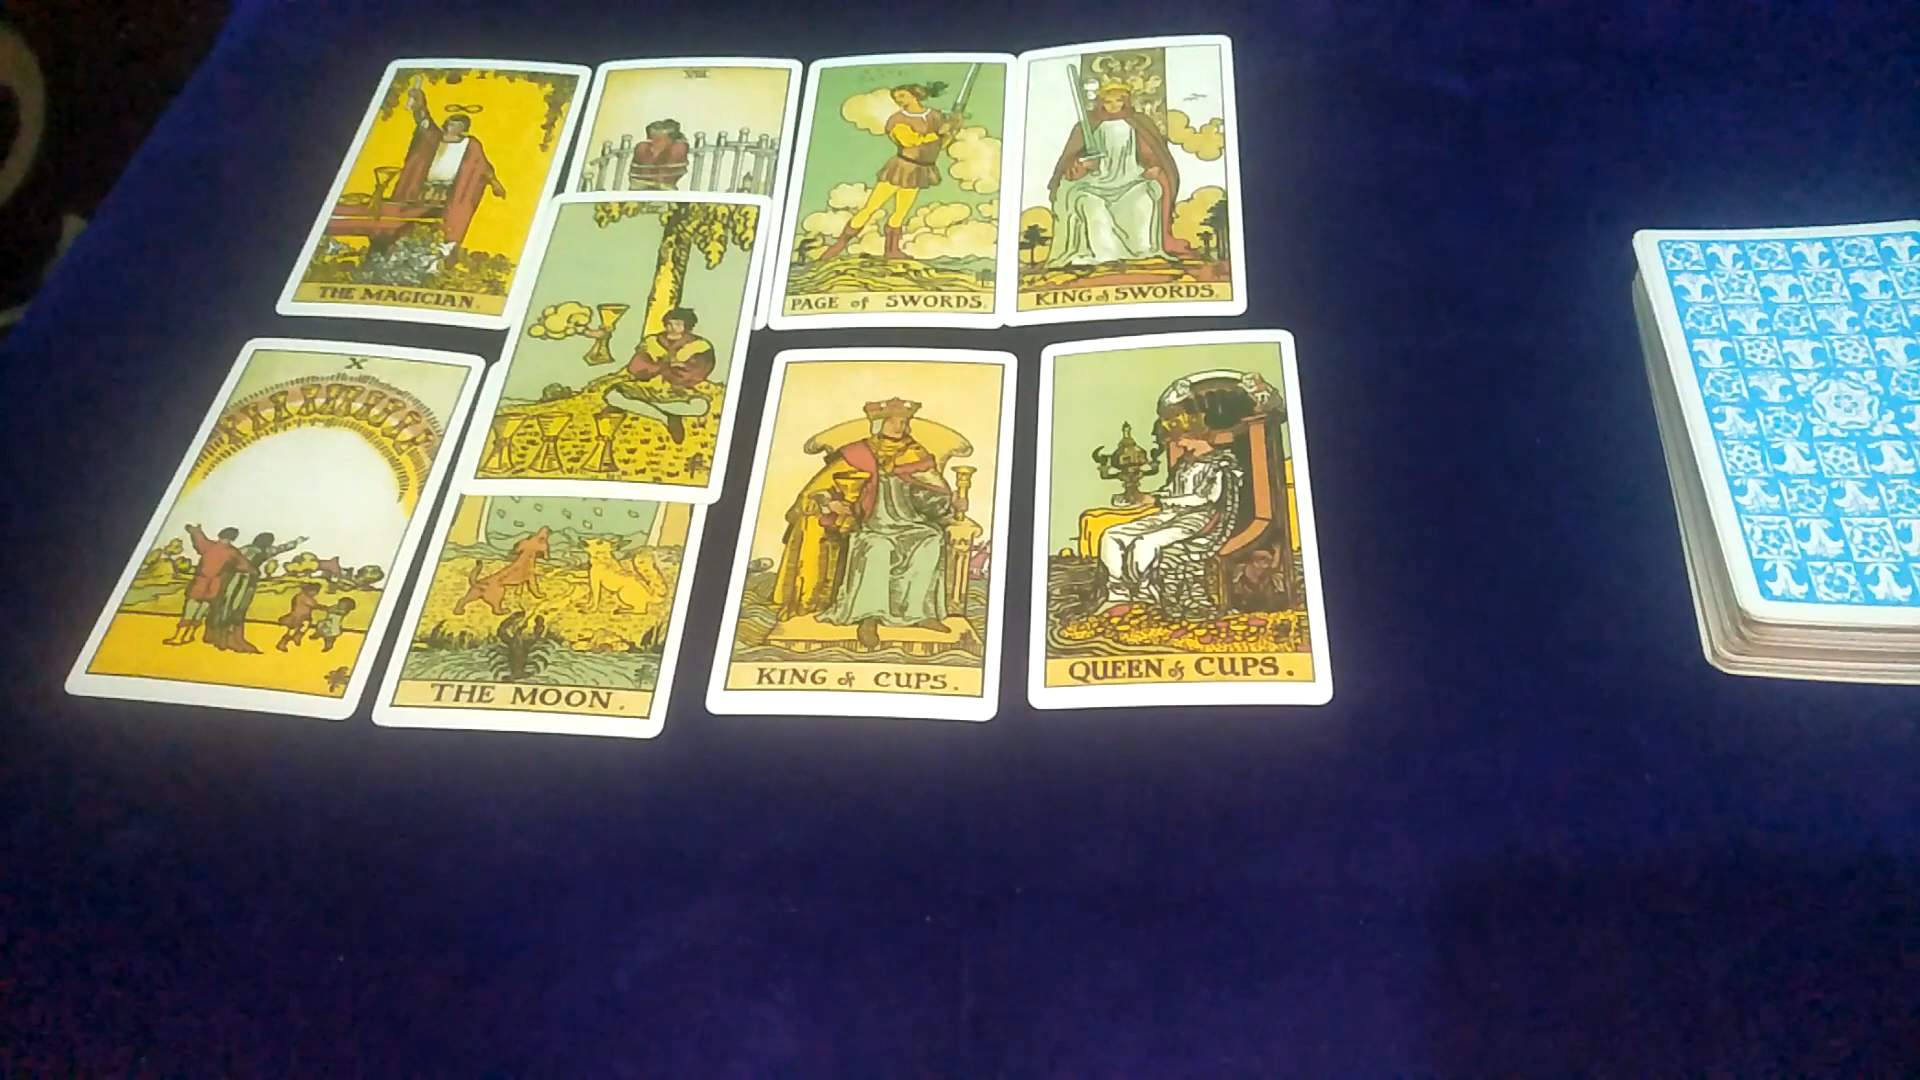 I
THE MAGICIAN.
PAGE of SWORDS.
KING of SWORDS.
X
THE MOON.
KING of CUPS.
QUEEN of CUPS.